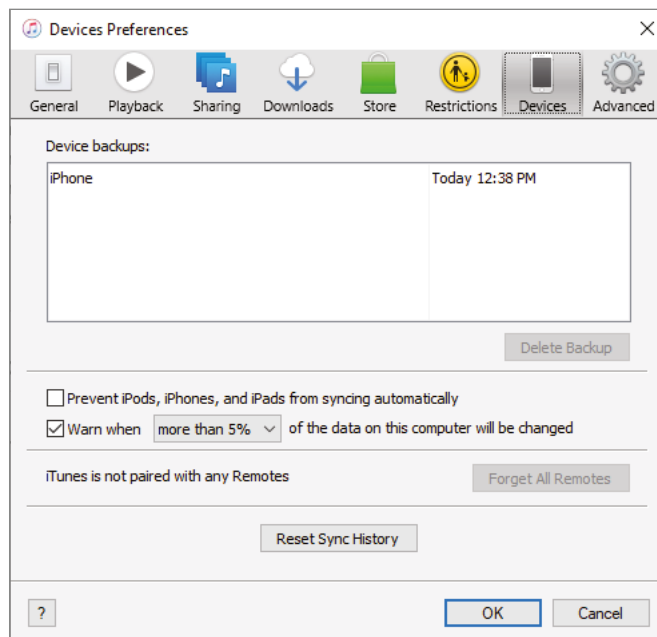 Devices Preferences
General Playback Sharing Downloads Store Restrictions Devices Advanced
Device backups:
iPhone Today 12:38 PM
Delete Backup
Prevent iPods, iPhones, and iPads from syncing automatically
Warn when more than 5% of the data on this computer will be changed
iTunes is not paired with any Remotes Forget All Remotes
Reset Sync History
? OK Cancel